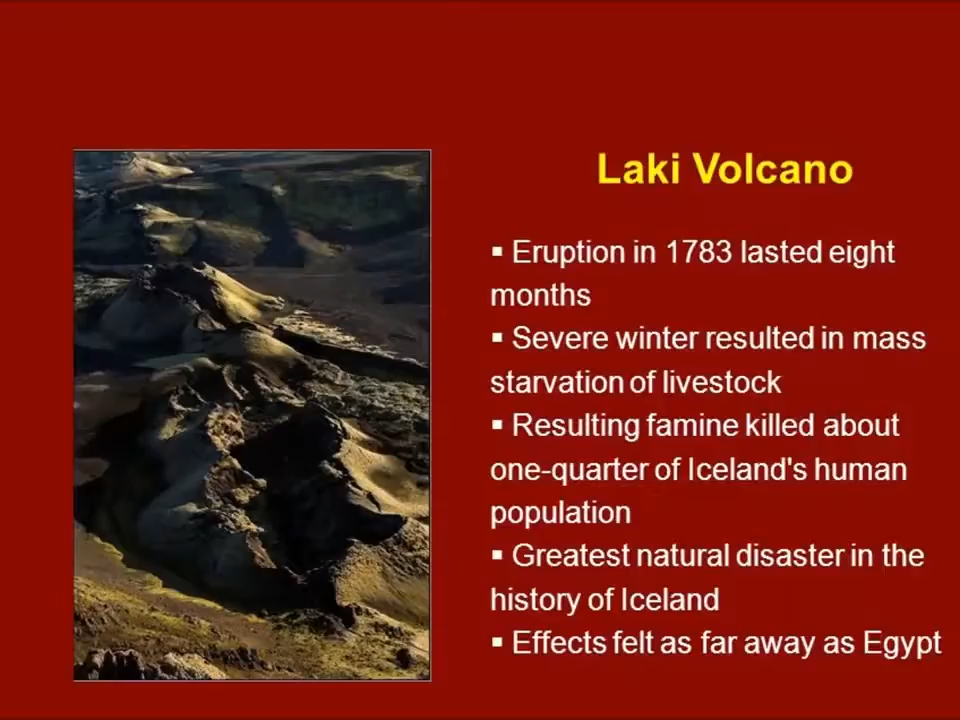 Laki Volcano
▪ Eruption in 1783 lasted eight
months
▪ Severe winter resulted in mass
starvation of livestock
▪ Resulting famine killed about
one-quarter of Iceland's human
population
▪ Greatest natural disaster in the
history of Iceland
▪ Effects felt as far away as Egypt